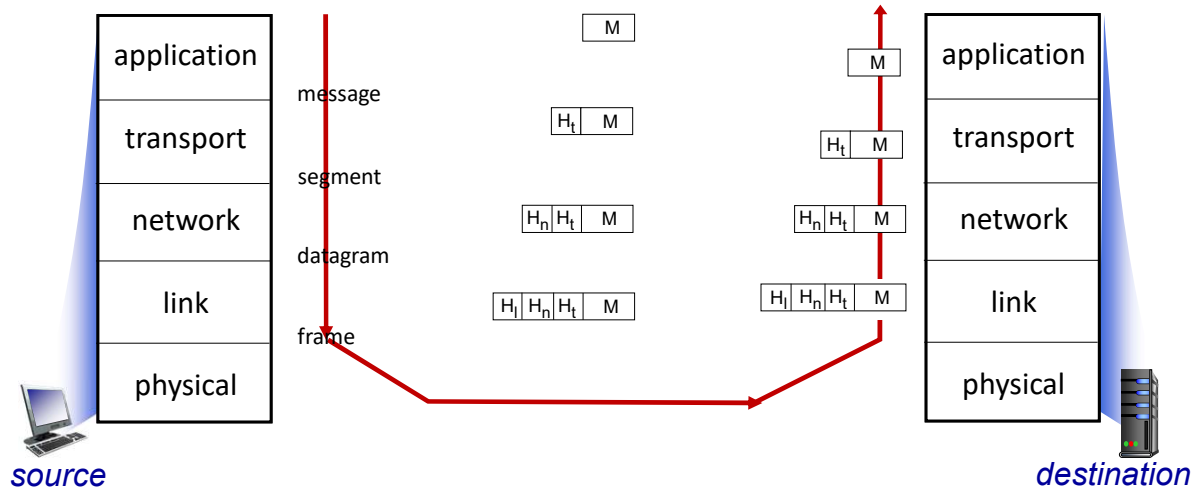 application
transport
network
link
physical
source
message
segment
datagram
frame
M
Ht M
Hn Ht M
Hl Hn Ht M
M
Ht M
Hn Ht M
Hl Hn Ht M
application
transport
network
link
physical
destination